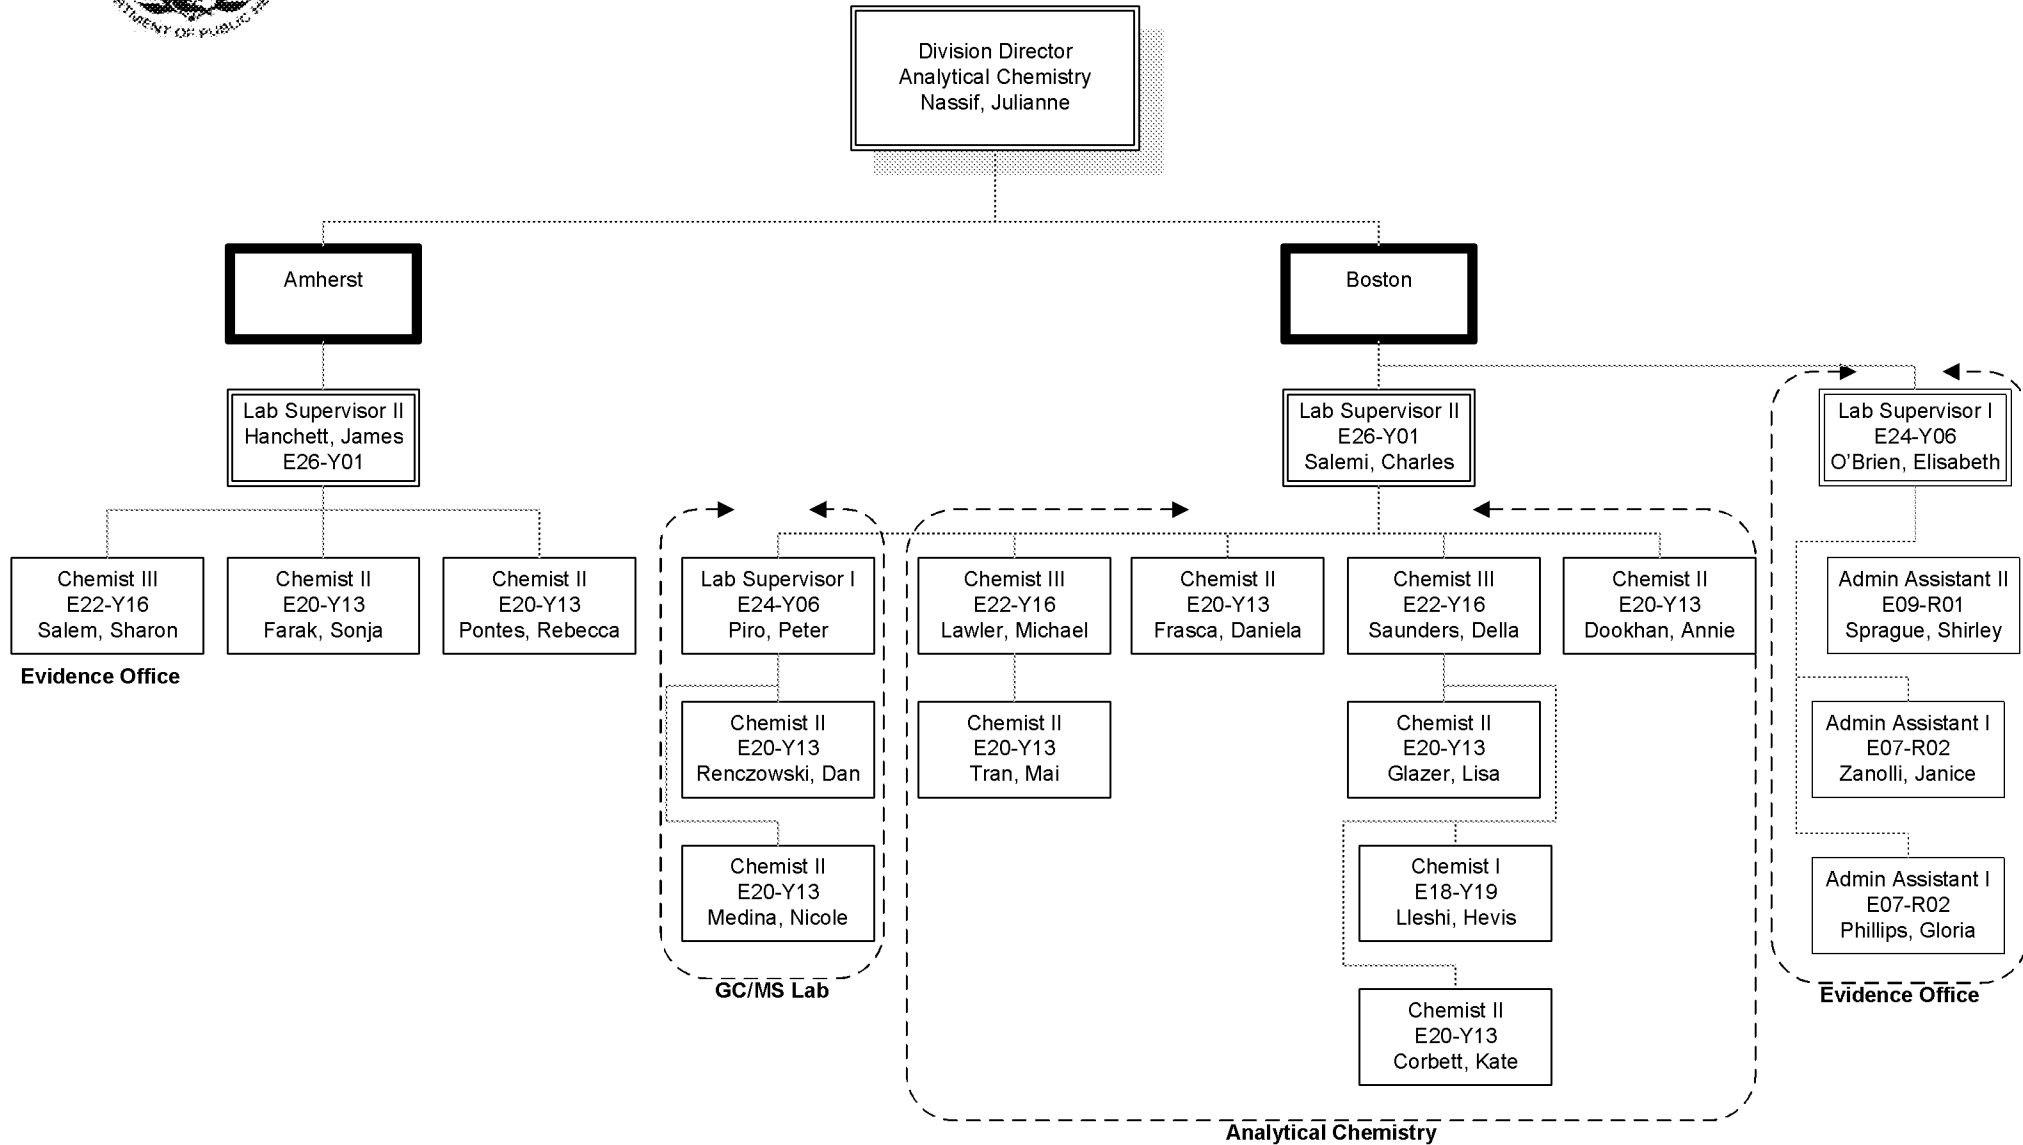 DEPARTMENT OF PUBLIC HE
Division Director
Analytical Chemistry
Nassif, Julianne
Amherst
Boston
Lab Supervisor II
Hanchett, James
E26-Y01
Lab Supervisor II
E26-Y01
Salemi, Charles
Lab Supervisor I
E24-Y06
O'Brien, Elisabeth
Chemist III
E22-Y16
Salem, Sharon
Evidence Office
Chemist II
E20-Y13
Farak, Sonja
Chemist II
E20-Y13
Pontes, Rebecca
Lab Supervisor I
E24-Y06
Piro, Peter
Chemist III
E22-Y16
Lawler, Michael
Chemist II
E20-Y13
Frasca, Daniela
Chemist III
E22-Y16
Saunders, Della
Chemist II
E20-Y13
Dookhan, Annie
Admin Assistant II
E09-R01
Sprague, Shirley
Chemist II
E20-Y13
Renczowski, Dan
Chemist II
E20-Y13
Tran, Mai
Chemist II
E20-Y13
Glazer, Lisa
Admin Assistant I
E07-R02
Zanolli, Janice
Chemist II
E20-Y13
Medina, Nicole
Chemist I
E18-Y19
Lleshi, Hevis
Admin Assistant I
E07-R02
Phillips, Gloria
GC/MS Lab
Evidence Office
Chemist II
E20-Y13
Corbett, Kate
Analytical Chemistry